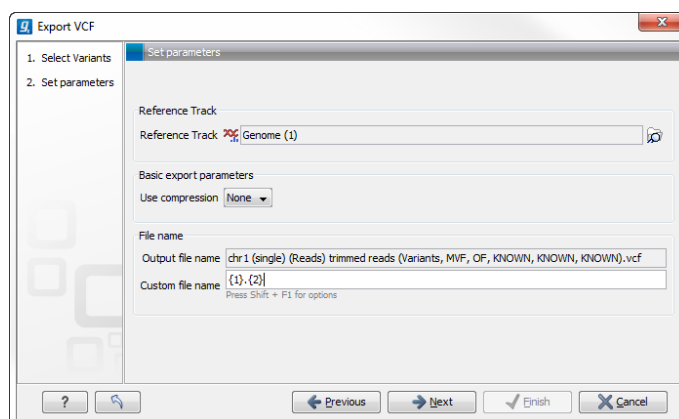 Export VCF
1. Select Variants
2. Set parameters
Set parameters
Reference Track
Reference Track Genome (1)
Basic export parameters
Use compression None
File name
Output file name chr1 (single) (Reads) trimmed reads (Variants, MVF, OF, KNOWN, KNOWN, KNOWN).vcf
Custom file name {1}.{2}
Press Shift + F1 for options
? Previous Next Finish Cancel